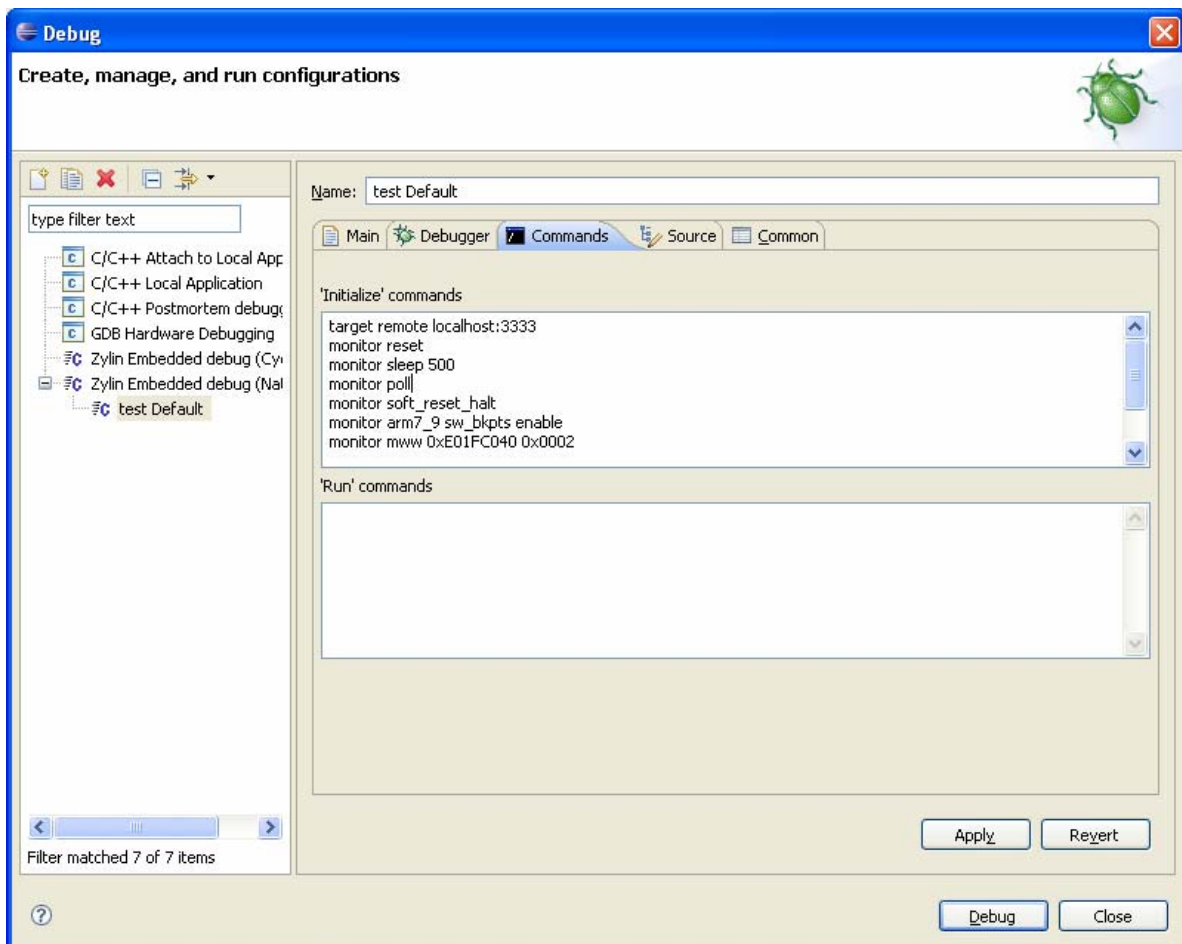 Debug
Create, manage, and run configurations
type filter text
C/C++ Attach to Local App
C/C++ Local Application
C/C++ Postmortem debugg
GDB Hardware Debugging
Zylin Embedded debug (Cy
Zylin Embedded debug (Nat
test Default
Filter matched 7 of 7 items
Name: test Default
Main Debugger Commands Source Common
'Initialize' commands
target remote localhost:3333
monitor reset
monitor sleep 500
monitor poll
monitor soft_reset_halt
monitor arm7_9 sw_bkpts enable
monitor mww 0xE01FC040 0x0002
'Run' commands
Apply Revert
Debug Close